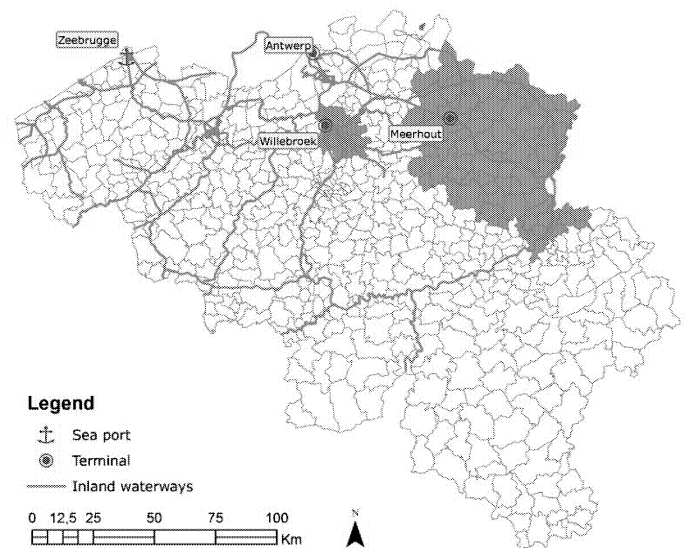 Zeebrugge
Antwerp
Willebroek
Meerhout
Legend
Sea port
Terminal
Inland waterways
0 12,5 25 50 75 100
Km
N